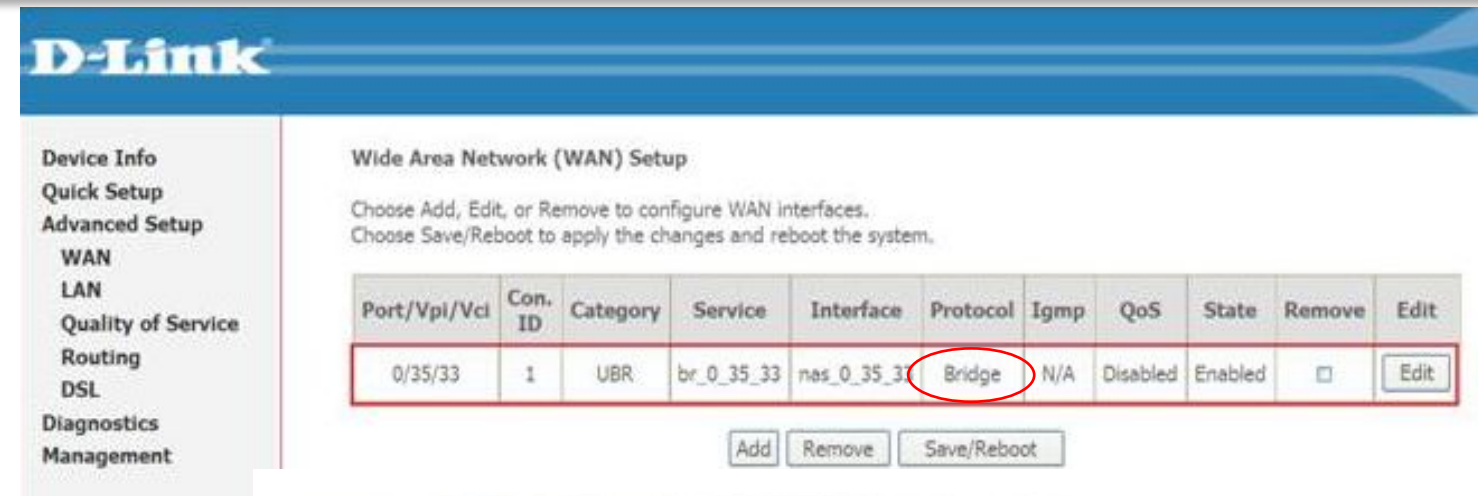 D-Link
Device Info
Quick Setup
Advanced Setup
WAN
LAN
Quality of Service
Routing
DSL
Diagnostics
Management
Wide Area Network (WAN) Setup
Choose Add, Edit, or Remove to configure WAN interfaces.
Choose Save/Reboot to apply the changes and reboot the system.
Port/Vpi/Vci Con. ID Category Service Interface Protocol Igmp QoS State Remove Edit
0/35/33 1 UBR br_0_35_33 nas_0_35_33 Bridge N/A Disabled Enabled Edit
Add Remove Save/Reboot